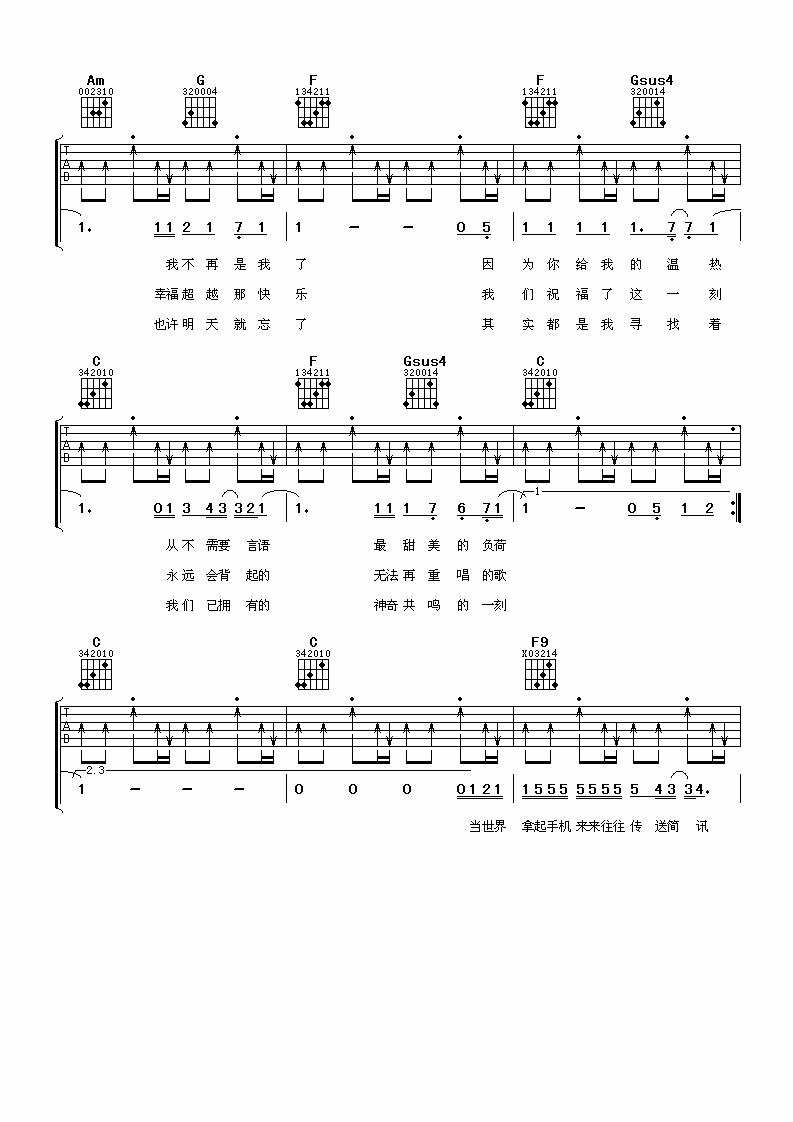 Am G F F Gsus4
002310 320004 134211 134211 320014
T
A
B
1. 1 1 2 1 7 1 1 - - 0 5 1 1 1 1 1. 7 7 1
我不再是我了 因为你给我的温热
幸福超越那快乐 我们祝福了这一刻
也许明天就忘了 其实都是我寻找着
C F Gsus4 C
342010 134211 320014 342010
T
A
B
1
1. 0 1 3 4 3 3 2 1 1. 1 1 1 7 6 7 1 1 - 0 5 1 2
从不需要言语 最甜美的负荷
永远会背起的 无法再重唱的歌
我们已拥有的 神奇共鸣的一刻
C C F9
342010 342010 X03214
T
A
B
2.3
1 - - - 0 0 0 0 1 2 1 1 5 5 5 5 5 5 5 5 4 3 3 4.
当世界 拿起手机来来往往传送简讯